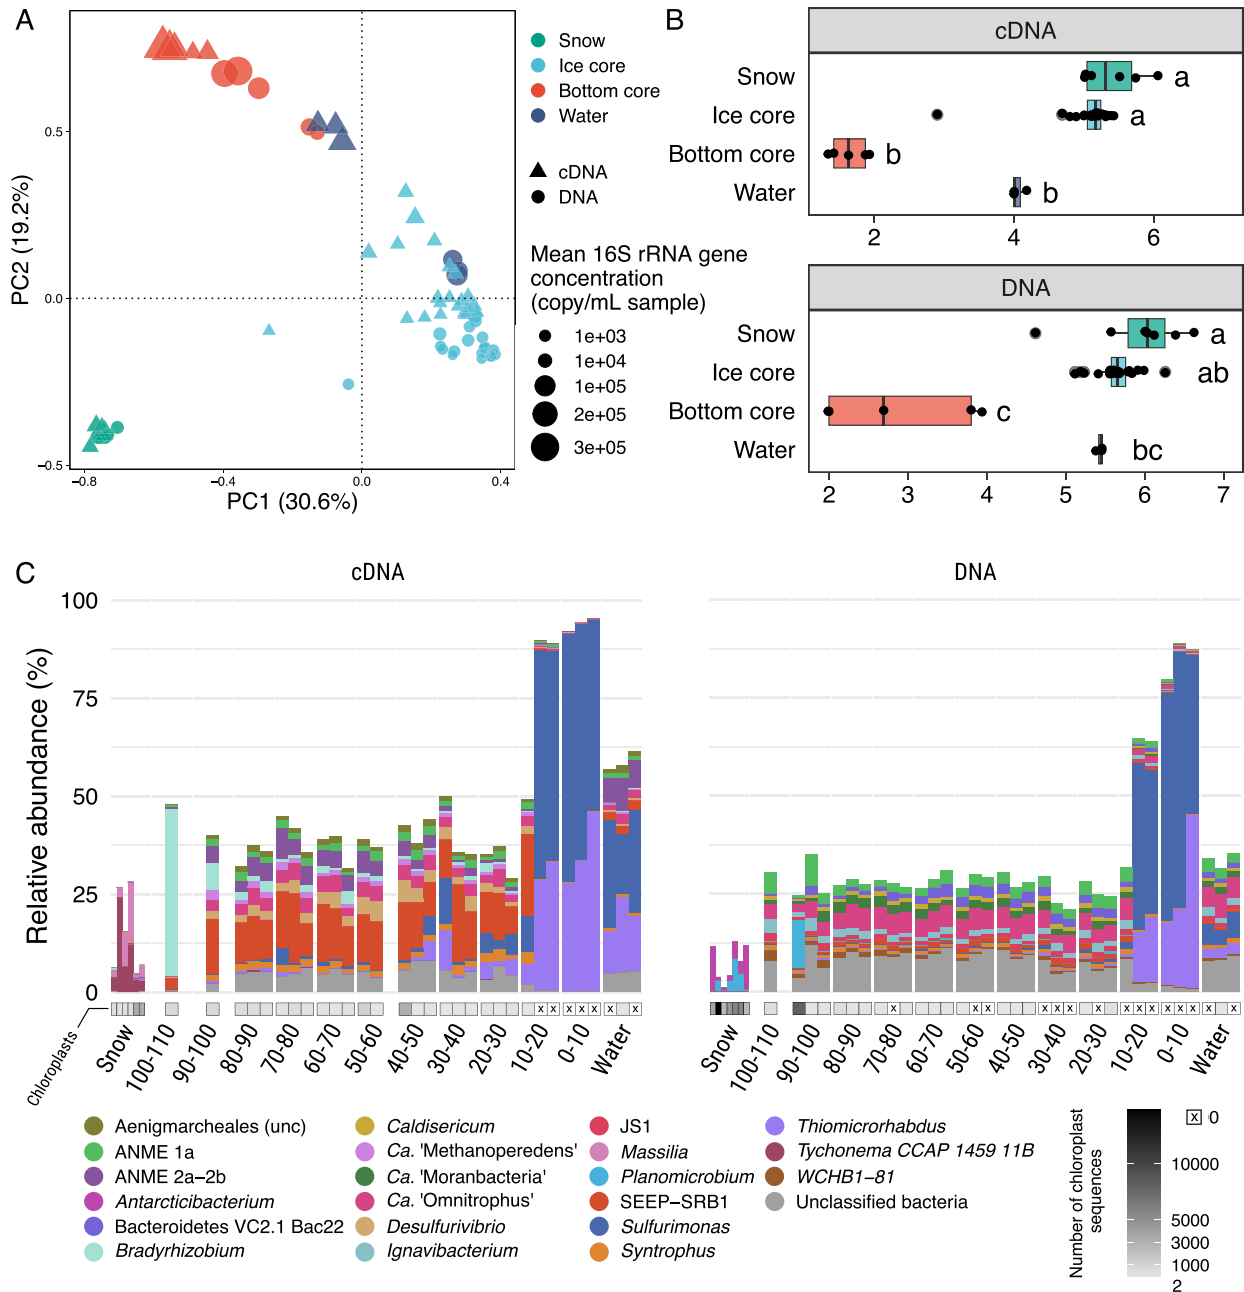 A
0.5
0.0
−0.5
PC2 (19.2%)
−0.8
−0.4
0.0
0.4
PC1 (30.6%)
Snow
Ice core
Bottom core
Water
cDNA
DNA
Mean 16S rRNA gene
concentration
(copy/mL sample)
1e+03
1e+04
1e+05
2e+05
3e+05
B
cDNA
Snow
a
Ice core
a
Bottom core
b
Water
b
2
4
6
DNA
Snow
a
Ice core
ab
Bottom core
c
Water
bc
2
3
4
5
6
7
C
cDNA
DNA
Relative abundance (%)
100
75
50
25
0
x x x x x x x
x x x x x x x x x x x x x x x
Chloroplasts
Snow
100-110
90-100
80-90
70-80
60-70
50-60
40-50
30-40
20-30
10-20
0-10
Water
Snow
100-110
90-100
80-90
70-80
60-70
50-60
40-50
30-40
20-30
10-20
0-10
Water
Aenigmarcheales (unc)
ANME 1a
ANME 2a−2b
Antarcticibacterium
Bacteroidetes VC2.1 Bac22
Bradyrhizobium
Caldisericum
Ca. 'Methanoperedens'
Ca. 'Moranbacteria'
Ca. 'Omnitrophus'
Desulfurivibrio
Ignavibacterium
JS1
Massilia
Planomicrobium
SEEP−SRB1
Sulfurimonas
Syntrophus
Thiomicrorhabdus
Tychonema CCAP 1459 11B
WCHB1−81
Unclassified bacteria
Number of chloroplast
sequences
x 0
10000
5000
3000
1000
2